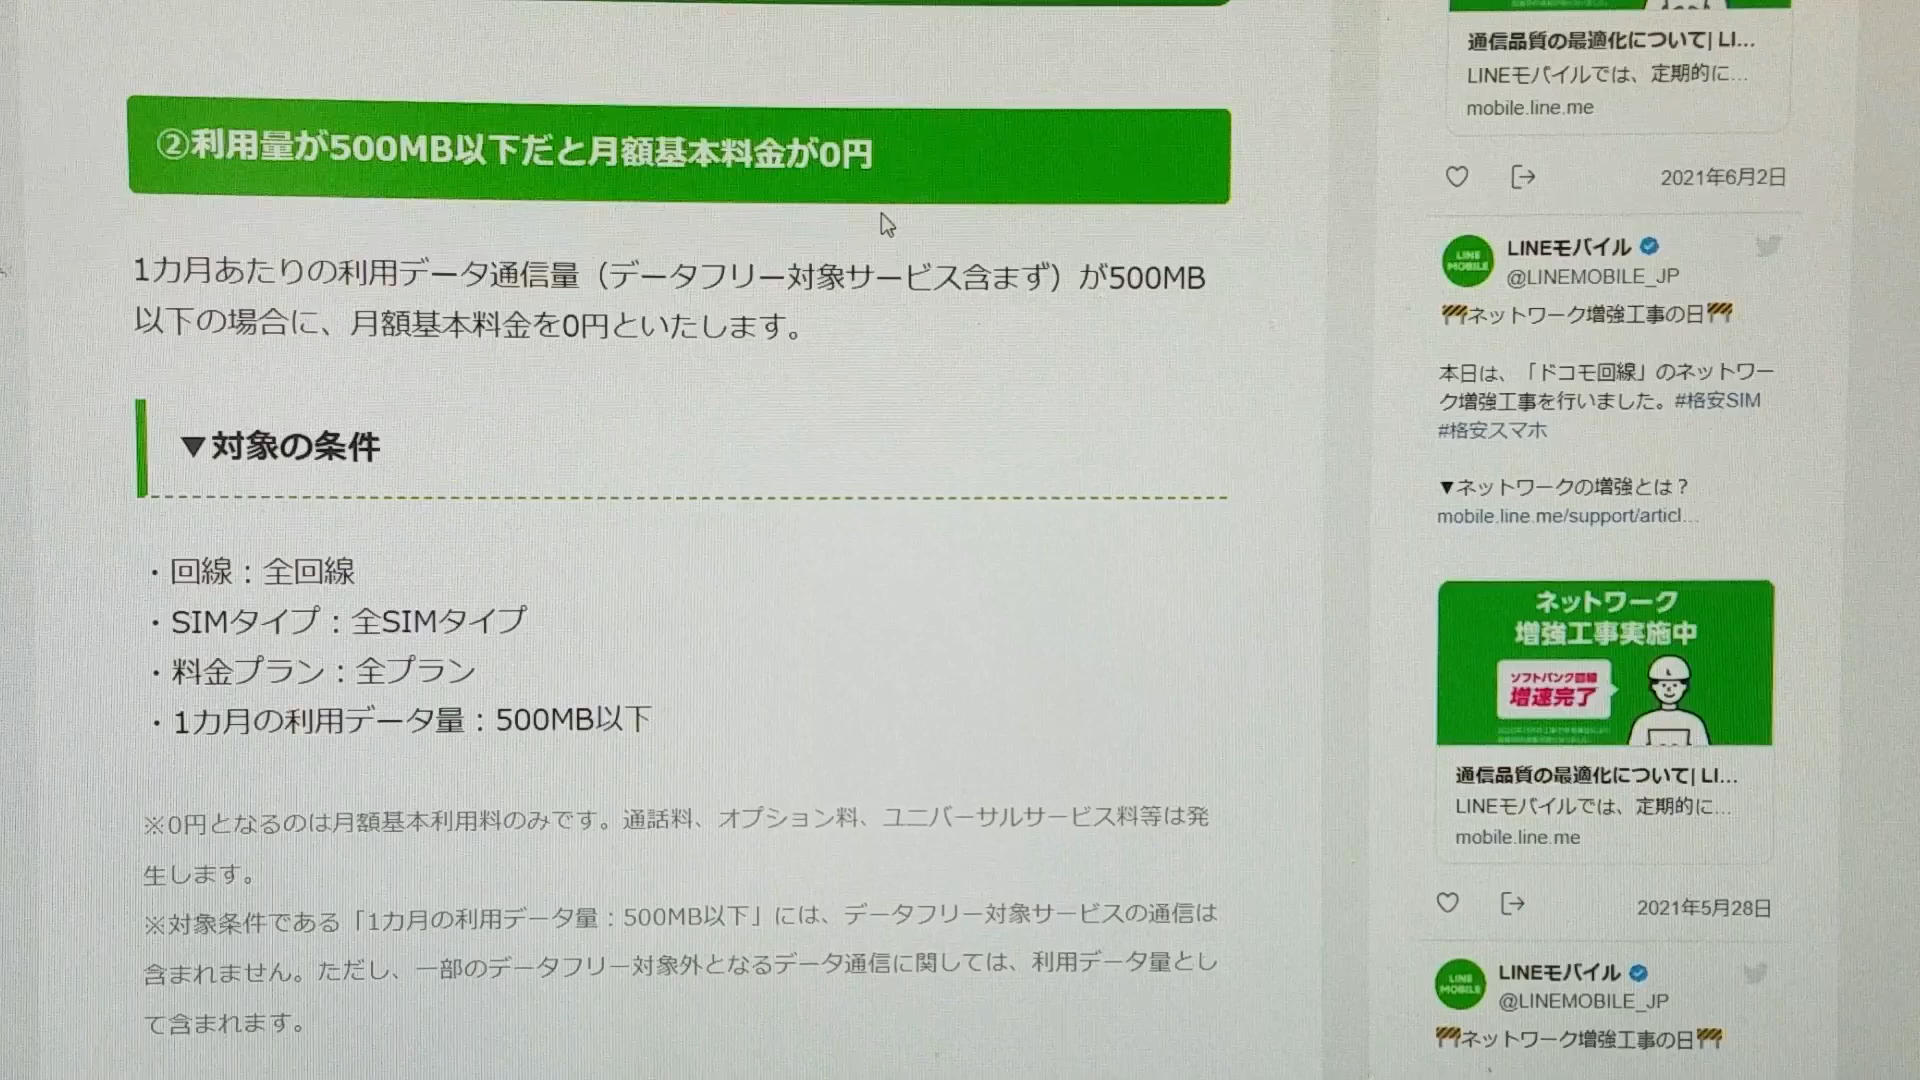 ②利用量が500MB以下だと月額基本料金が0円
1カ月あたりの利用データ通信量（データフリー対象サービス含まず）が500MB
以下の場合に、月額基本料金を0円といたします。
▼対象の条件
・回線：全回線
・SIMタイプ：全SIMタイプ
・料金プラン：全プラン
・1カ月の利用データ量：500MB以下
※0円となるのは月額基本利用料のみです。通話料、オプション料、ユニバーサルサービス料等は発
生します。
※対象条件である「1カ月の利用データ量：500MB以下」には、データフリー対象サービスの通信は
含まれません。ただし、一部のデータフリー対象外となるデータ通信に関しては、利用データ量とし
て含まれます。
通信品質の最適化について| LI...
LINEモバイルでは、定期的に...
mobile.line.me
2021年6月2日
LINE
MOBILE
LINEモバイル
@LINEMOBILE_JP
🚧ネットワーク増強工事の日🚧
本日は、「ドコモ回線」のネットワー
ク増強工事を行いました。#格安SIM
#格安スマホ
▼ネットワークの増強とは？
mobile.line.me/support/articl...
ネットワーク
増強工事実施中
ソフトバンク回線
増速完了
通信品質の最適化について| LI...
LINEモバイルでは、定期的に...
mobile.line.me
2021年5月28日
LINE
MOBILE
LINEモバイル
@LINEMOBILE_JP
🚧ネットワーク増強工事の日🚧